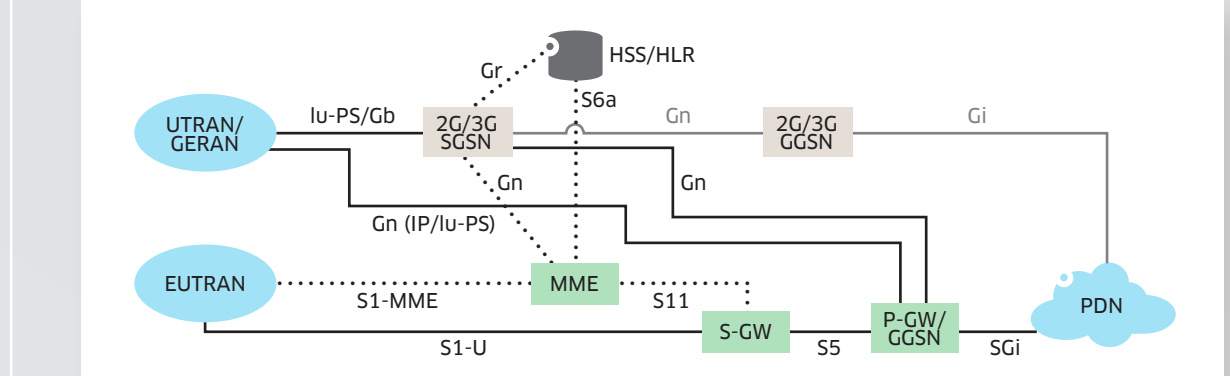 HSS/HLR
Gr
S6a
Iu-PS/Gb
Gn
Gi
UTRAN/
GERAN
2G/3G
SGSN
2G/3G
GGSN
Gn
Gn
Gn (IP/Iu-PS)
EUTRAN
MME
S1-MME
S11
PDN
S-GW
P-GW/
GGSN
S1-U
S5
SGi